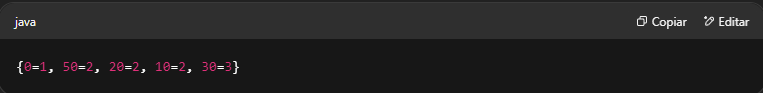 java
Copiar
Editar
{0=1, 50=2, 20=2, 10=2, 30=3}